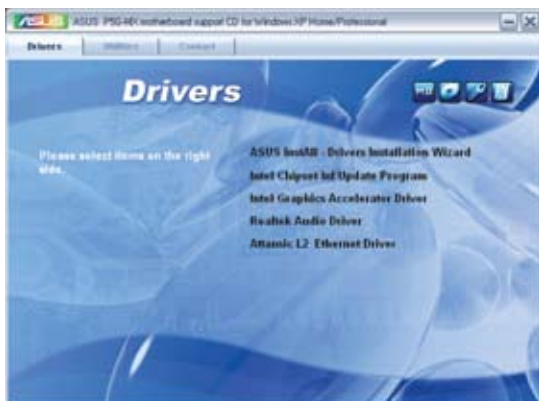 ASUS P5G-MX motherboard support CD for Windows XP Home/Professional
Drivers
Utilities
Contact
Drivers
Please select items on the right side.
ASUS InstAll - Drivers Installation Wizard
Intel Chipset Inf Update Program
Intel Graphics Accelerator Driver
Realtek Audio Driver
Attansic L2 Ethernet Driver